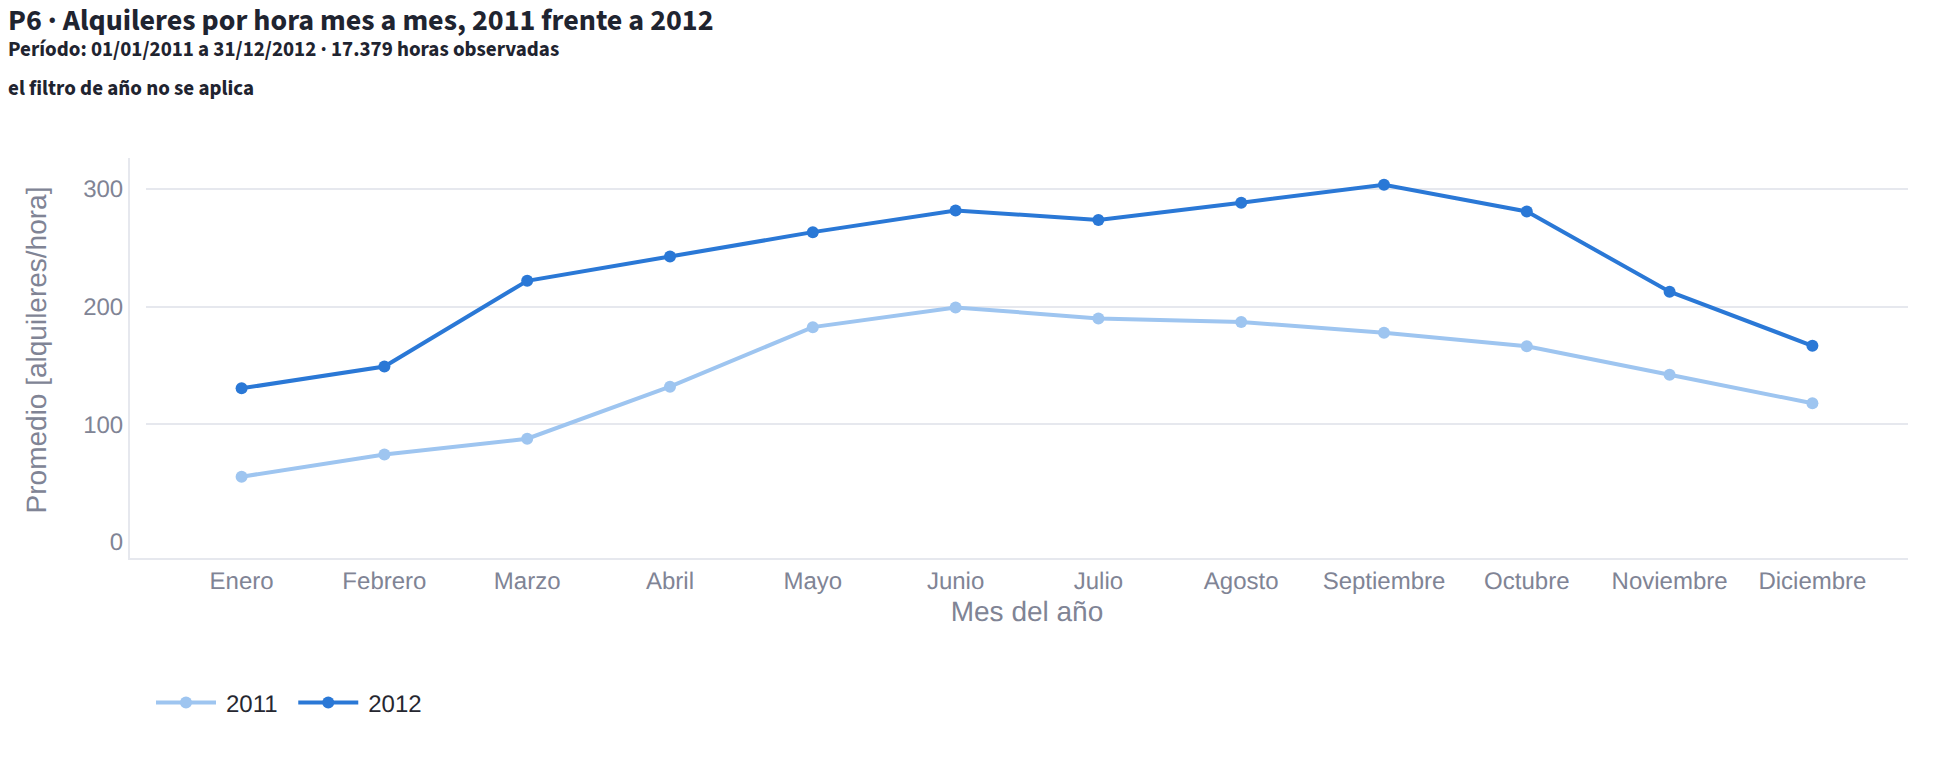 P6 · Alquileres por hora mes a mes, 2011 frente a 2012
Período: 01/01/2011 a 31/12/2012 · 17.379 horas observadas
el filtro de año no se aplica
Promedio [alquileres/hora]
300
200
100
0
Enero Febrero Marzo Abril Mayo Junio Julio Agosto Septiembre Octubre Noviembre Diciembre
Mes del año
2011 2012